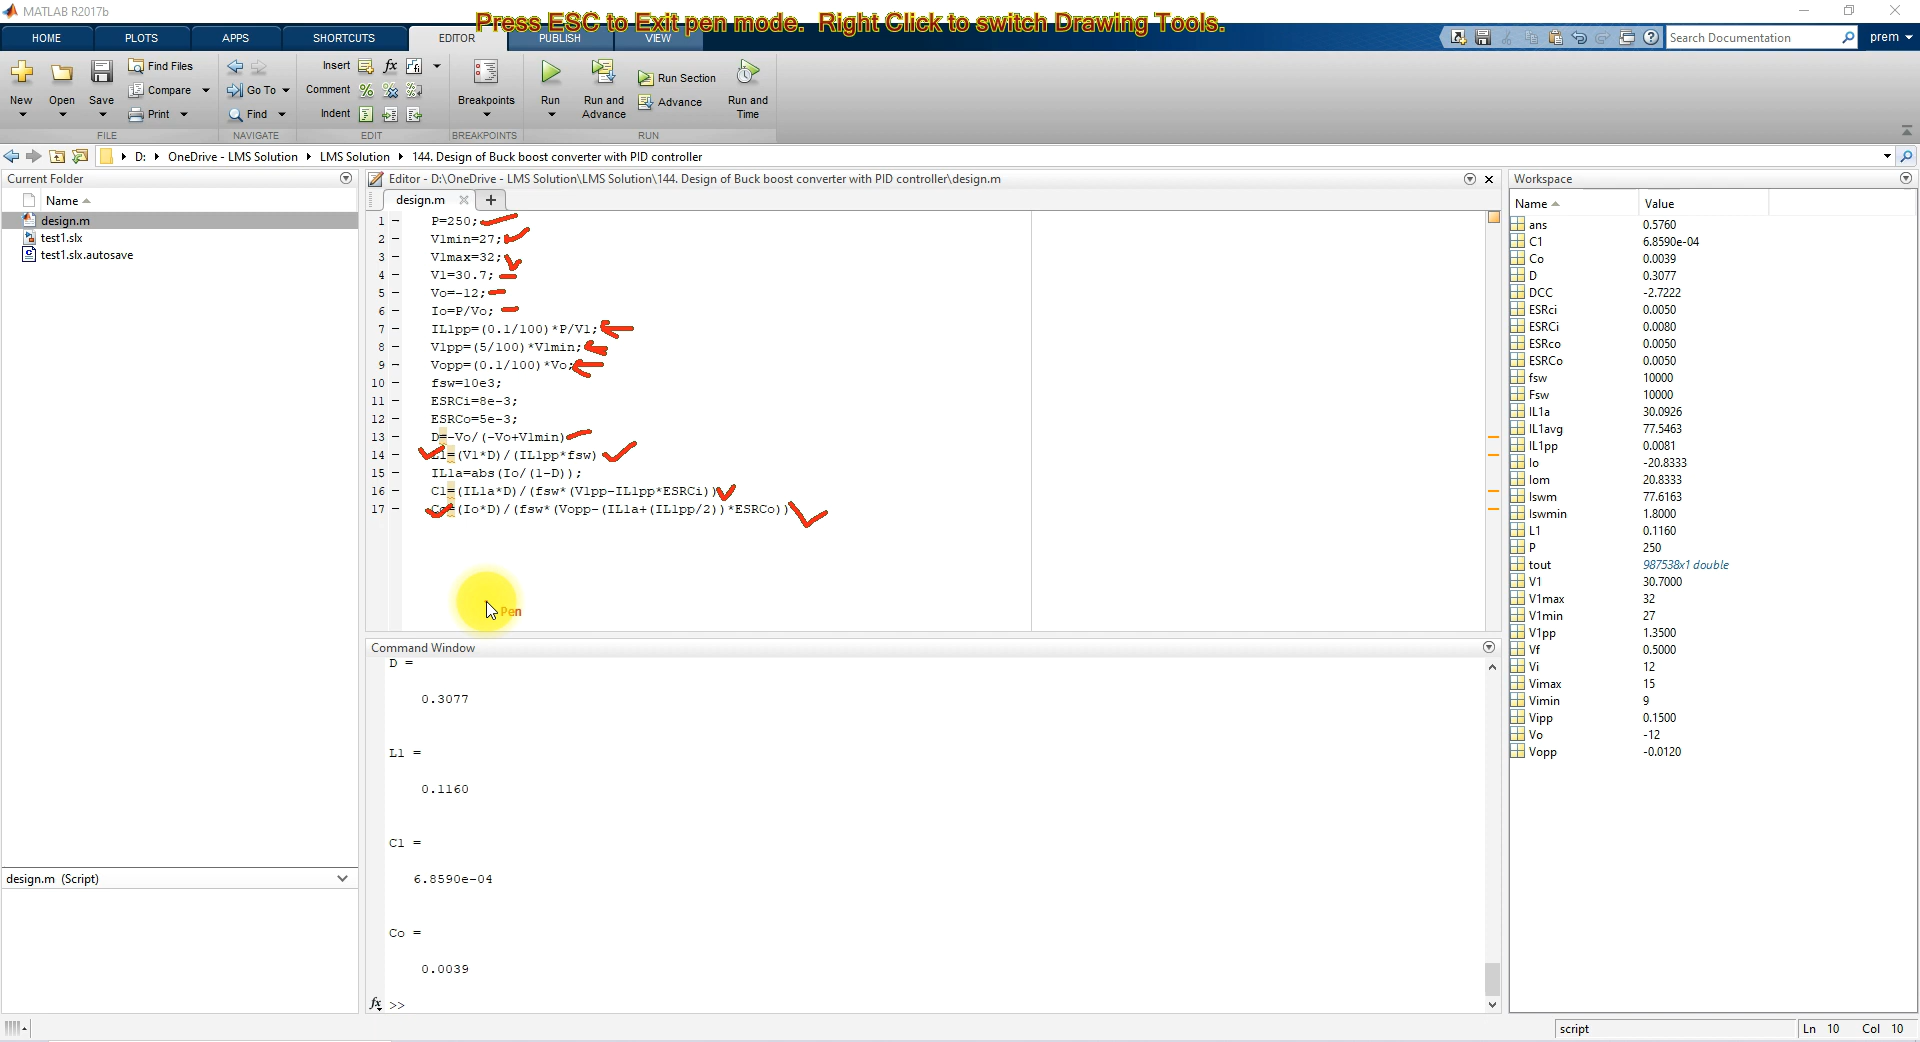 MATLAB R2017b
Press ESC to Exit pen mode. Right Click to switch Drawing Tools.
HOME PLOTS APPS SHORTCUTS EDITOR PUBLISH VIEW
Search Documentation
prem
New Open Save
Find Files
Compare
Print
FILE
Go To
Find
NAVIGATE
Insert fx
Comment
Indent
EDIT
Breakpoints
BREAKPOINTS
Run
Run and Advance
Run Section
Advance
Run and Time
RUN
D: OneDrive - LMS Solution LMS Solution 144. Design of Buck boost converter with PID controller
Current Folder
Name
design.m
test1.slx
test1.slx.autosave
design.m (Script)
Editor - D:\OneDrive - LMS Solution\LMS Solution\144. Design of Buck boost converter with PID controller\design.m
design.m
1 - P=250;
2 - V1min=27;
3 - V1max=32;
4 - V1=30.7;
5 - Vo=-12;
6 - Io=P/Vo;
7 - IL1pp=(0.1/100)*P/V1;
8 - V1pp=(5/100)*V1min;
9 - Vopp=(0.1/100)*Vo;
10 - fsw=10e3;
11 - ESRCi=8e-3;
12 - ESRCo=5e-3;
13 - D=-Vo/(-Vo+V1min)
14 - L1=(V1*D)/(IL1pp*fsw)
15 - IL1a=abs(Io/(1-D));
16 - C1=(IL1a*D)/(fsw*(V1pp-IL1pp*ESRCi))
17 - Co=(Io*D)/(fsw*(Vopp-(IL1a+(IL1pp/2))*ESRCo))
Pen
Command Window
D =
0.3077
L1 =
0.1160
C1 =
6.8590e-04
Co =
0.0039
fx >>
Workspace
Name Value
ans 0.5760
C1 6.8590e-04
Co 0.0039
D 0.3077
DCC -2.7222
ESRci 0.0050
ESRCi 0.0080
ESRco 0.0050
ESRCo 0.0050
fsw 10000
Fsw 10000
IL1a 30.0926
IL1avg 77.5463
IL1pp 0.0081
Io -20.8333
Iom 20.8333
Iswm 77.6163
Iswmin 1.8000
L1 0.1160
P 250
tout 987538x1 double
V1 30.7000
V1max 32
V1min 27
V1pp 1.3500
Vf 0.5000
Vi 12
Vimax 15
Vimin 9
Vipp 0.1500
Vo -12
Vopp -0.0120
script
Ln 10 Col 10